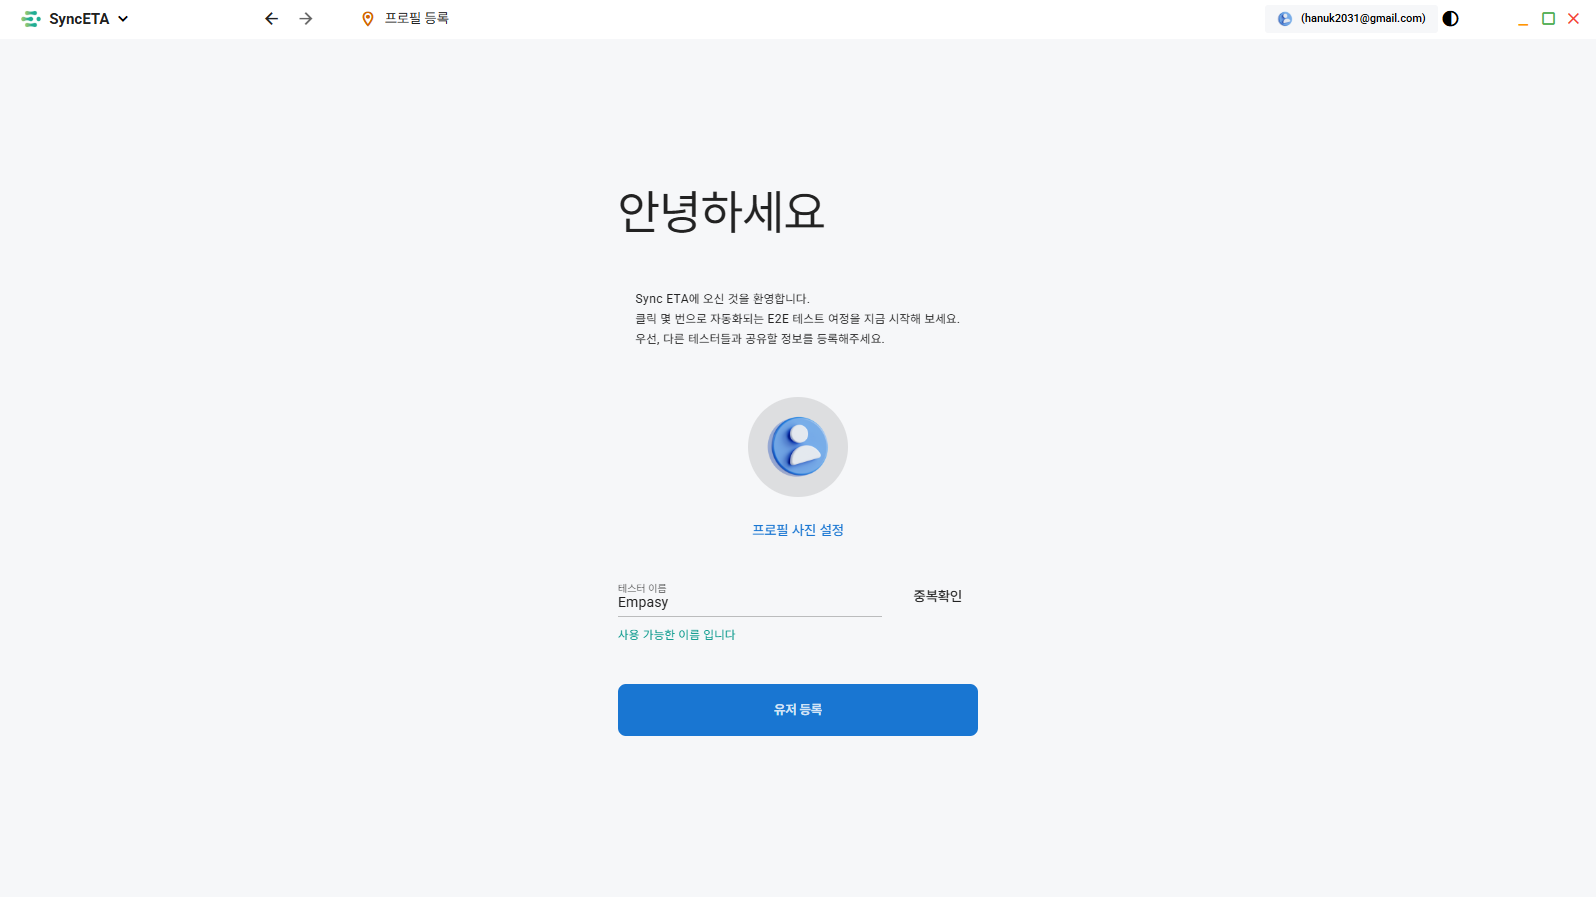 SyncETA
프로필 등록
(hanuk2031@gmail.com)
안녕하세요
Sync ETA에 오신 것을 환영합니다.
클릭 몇 번으로 자동화되는 E2E 테스트 여정을 지금 시작해 보세요.
우선, 다른 테스터들과 공유할 정보를 등록해주세요.
프로필 사진 설정
테스터 이름
Empasy
중복확인
사용 가능한 이름 입니다
유저 등록